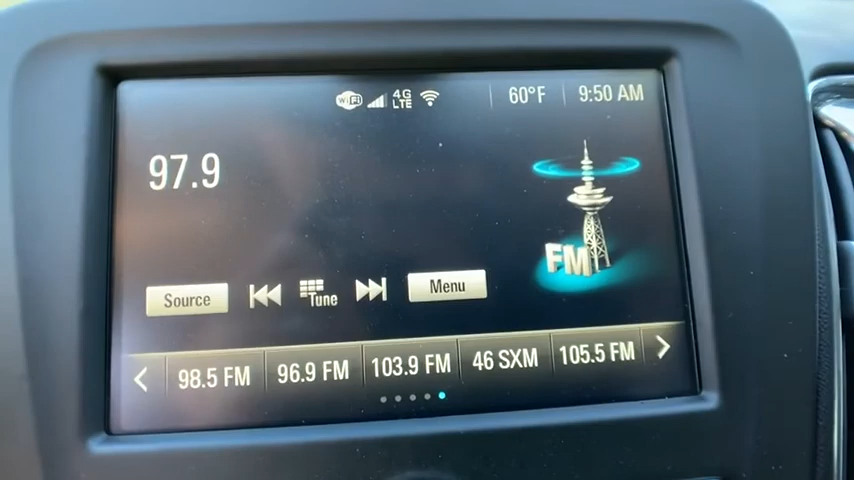 WiFi 4G LTE 60°F 9:50 AM
97.9
FM
Source Tune Menu
98.5 FM 96.9 FM 103.9 FM 46 SXM 105.5 FM